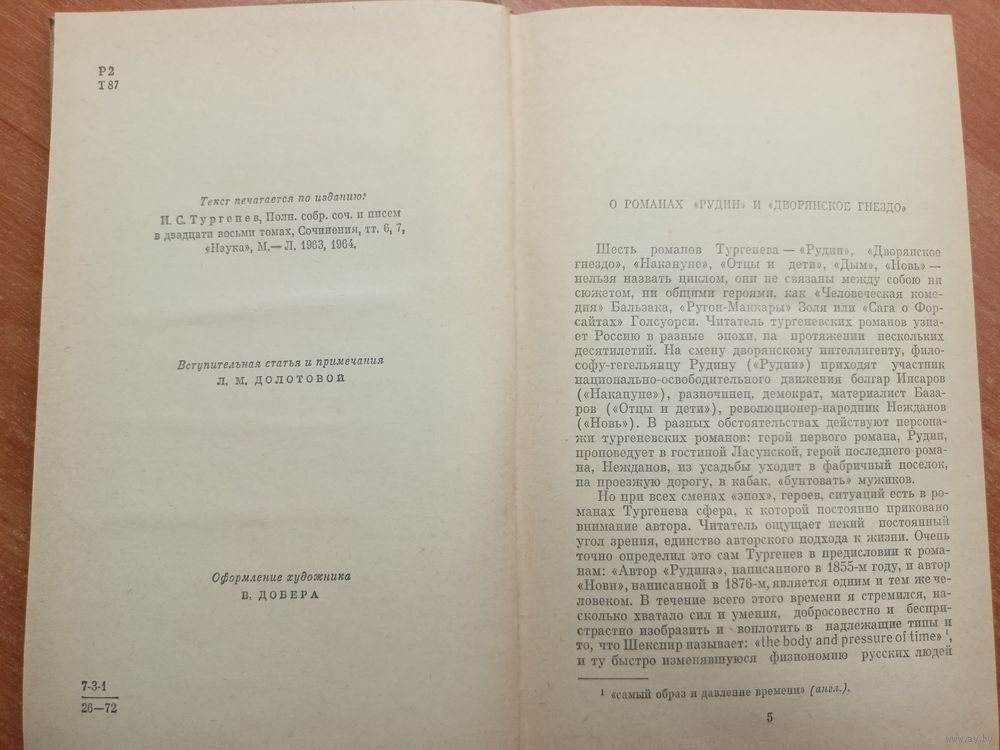 Р2
Т87
Текст печатается по изданию:
И. С. Тургенев, Полн. собр. соч. и писем
в двадцати восьми томах, Сочинения, тт. 6, 7,
«Наука», М.—Л. 1963, 1964.
Вступительная статья и примечания
Л. М. ДОЛОТОВОЙ
Оформление художника
В. ДОБЕРА
7-3-1
26—72
О РОМАНАХ «РУДИН» И «ДВОРЯНСКОЕ ГНЕЗДО»
Шесть романов Тургенева — «Рудин», «Дворянское
гнездо», «Накануне», «Отцы и дети», «Дым», «Новь» —
нельзя назвать циклом, они не связаны между собою ни
сюжетом, ни общими героями, как «Человеческая коме-
дия» Бальзака, «Ругон-Маккары» Золя или «Сага о Фор-
сайтах» Голсуорси. Читатель тургеневских романов узна-
ет Россию в разные эпохи, на протяжении нескольких
десятилетий. На смену дворянскому интеллигенту, фило-
софу-гегельянцу Рудину («Рудин») приходят участник
национально-освободительного движения болгар Инсаров
(«Накануне»), разночинец, демократ, материалист База-
ров («Отцы и дети»), революционер-народник Нежданов
(«Новь»). В разных обстоятельствах действуют персона-
жи тургеневских романов: герой первого романа, Рудин,
проповедует в гостиной Ласунской, герой последнего рома-
на, Нежданов, из усадьбы уходит в фабричный поселок,
на проезжую дорогу, в кабак, «бунтовать» мужиков.
Но при всех сменах «эпох», героев, ситуаций есть в ро-
манах Тургенева сфера, к которой постоянно приковано
внимание автора. Читатель ощущает некий постоянный
угол зрения, единство авторского подхода к жизни. Очень
точно определил это сам Тургенев в предисловии к рома-
нам: «Автор «Рудина», написанного в 1855-м году, и автор
«Нови», написанной в 1876-м, является одним и тем же че-
ловеком. В течение всего этого времени я стремился, на-
сколько хватало сил и умения, добросовестно и беспри-
страстно изобразить и воплотить в надлежащие типы и
то, что Шекспир называет: «the body and pressure of time» ¹,
и ту быстро изменявшуюся физиономию русских людей
¹ «самый образ и давление времени» (англ.).
5
www.ay.by